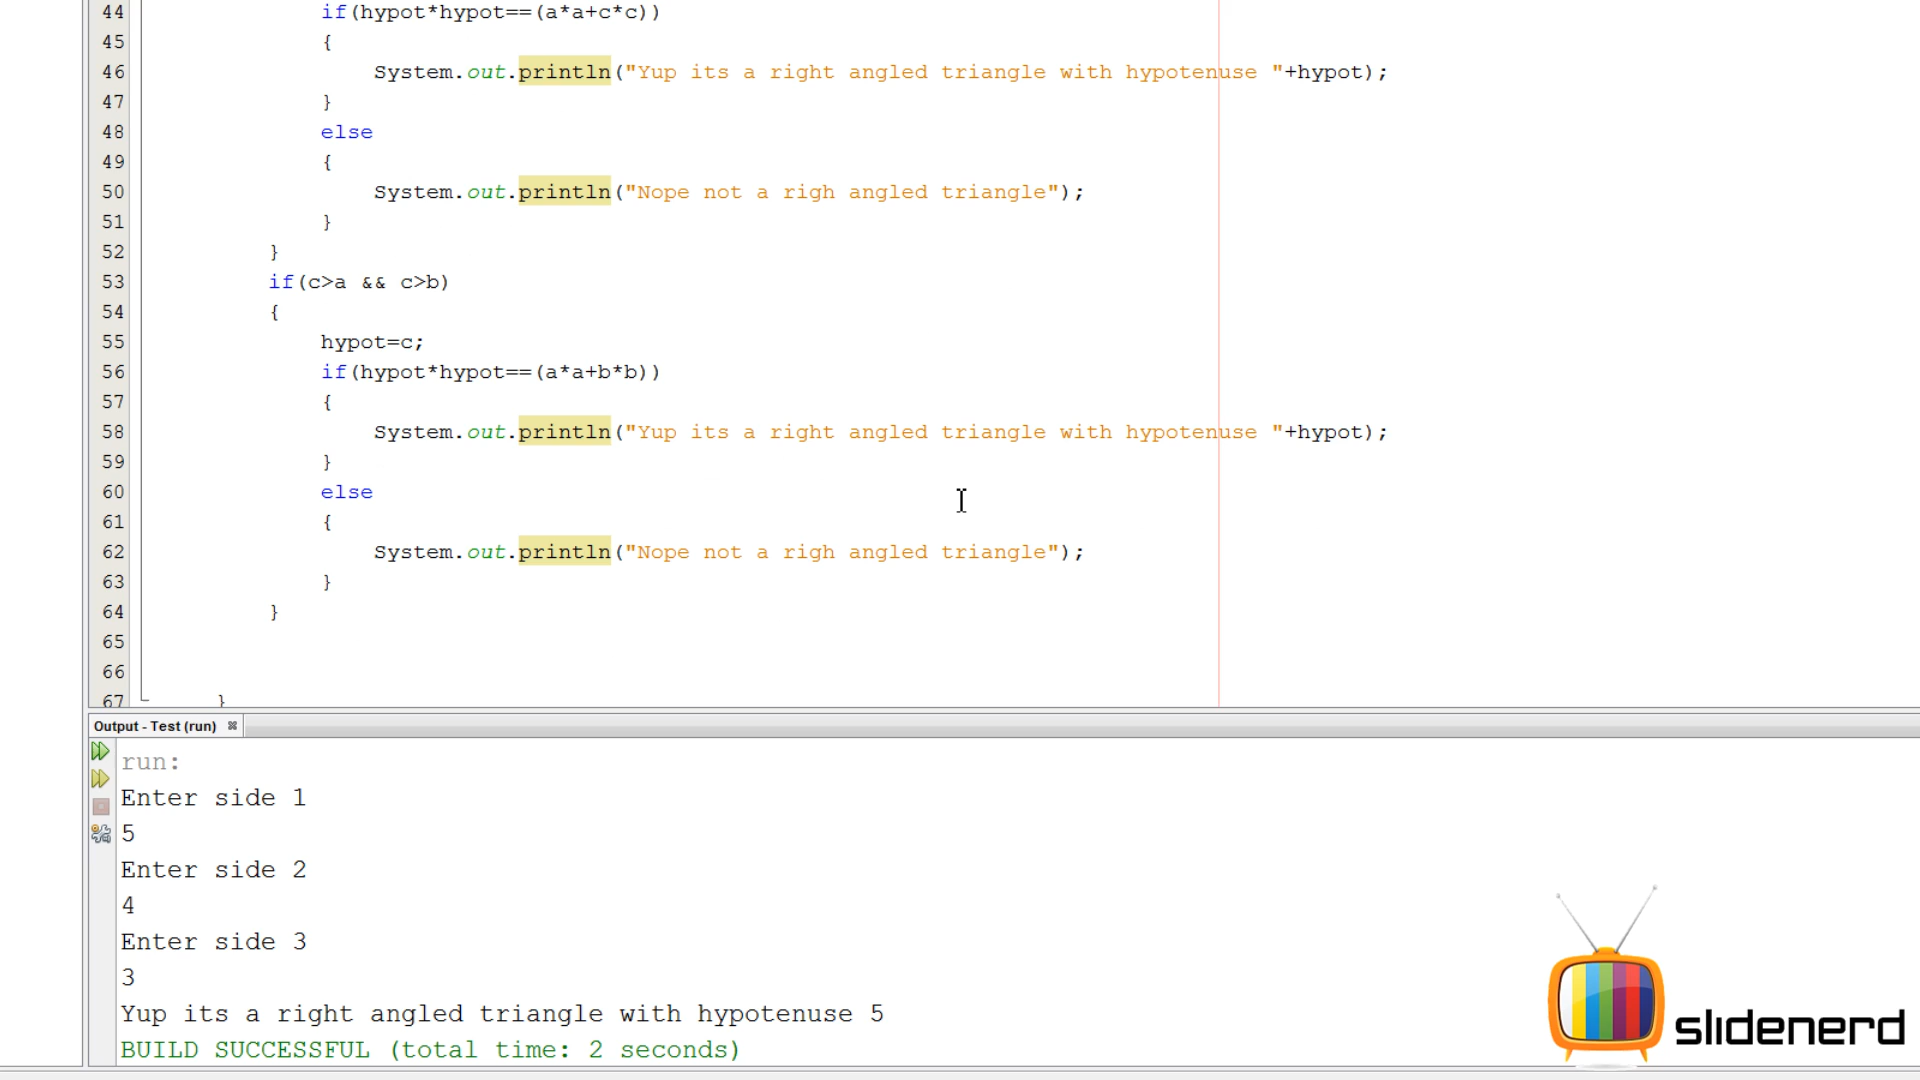 44 if(hypot*hypot==(a*a+c*c))
45 {
46 System.out.println("Yup its a right angled triangle with hypotenuse "+hypot);
47 }
48 else
49 {
50 System.out.println("Nope not a righ angled triangle");
51 }
52 }
53 if(c>a && c>b)
54 {
55 hypot=c;
56 if(hypot*hypot==(a*a+b*b))
57 {
58 System.out.println("Yup its a right angled triangle with hypotenuse "+hypot);
59 }
60 else
61 {
62 System.out.println("Nope not a righ angled triangle");
63 }
64 }
65
66
67 }
Output - Test (run)
run:
Enter side 1
5
Enter side 2
4
Enter side 3
3
Yup its a right angled triangle with hypotenuse 5
BUILD SUCCESSFUL (total time: 2 seconds)
slidenerd